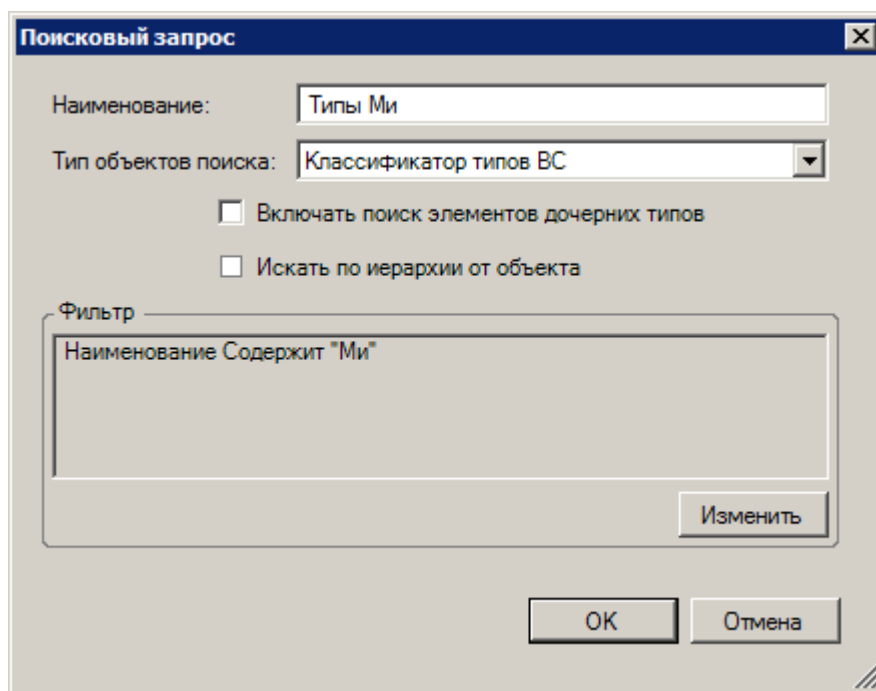 Поисковый запрос
Наименование: Типы Ми
Тип объектов поиска: Классификатор типов ВС
Включать поиск элементов дочерних типов
Искать по иерархии от объекта
Фильтр
Наименование Содержит "Ми"
Изменить
ОК Отмена